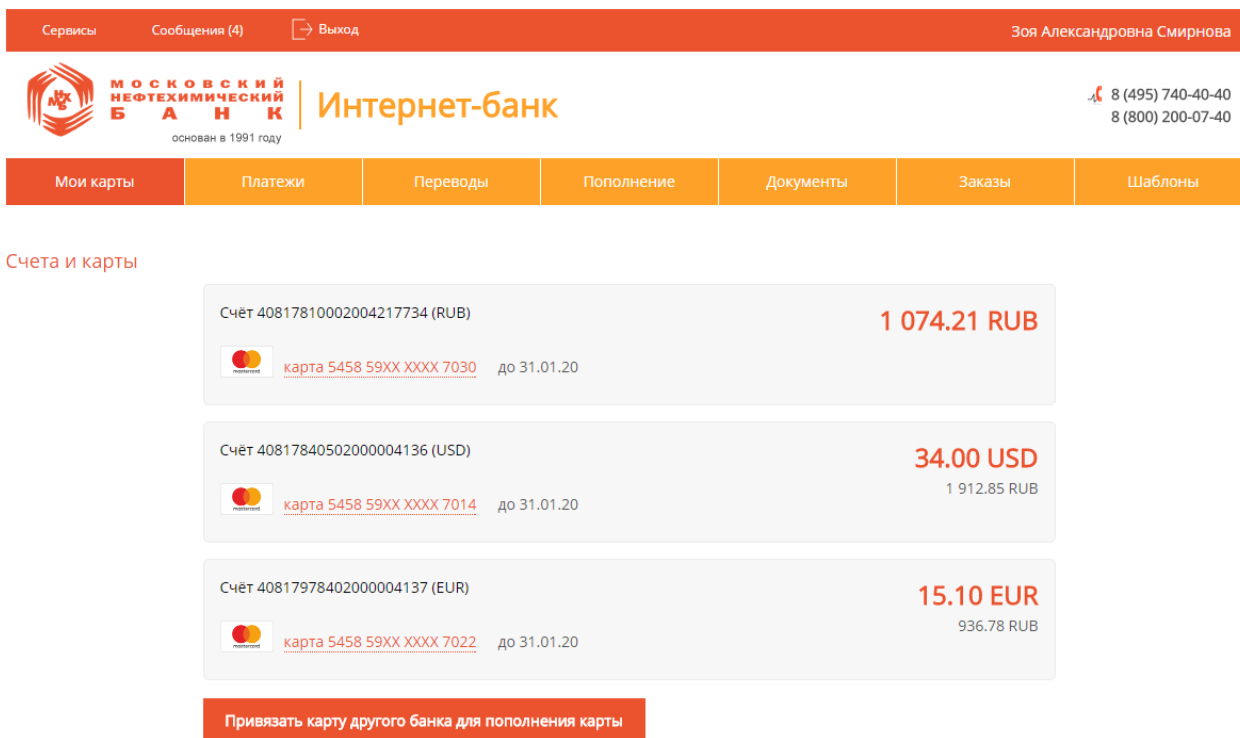 Сервисы Сообщения (4) Выход Зоя Александровна Смирнова
МОСКОВСКИЙ
НЕФТЕХИМИЧЕСКИЙ
БАНК
основан в 1991 году
Интернет-банк
8 (495) 740-40-40
8 (800) 200-07-40
Мои карты Платежи Переводы Пополнение Документы Заказы Шаблоны
Счета и карты
Счёт 40817810002004217734 (RUB) 1 074.21 RUB
mastercard карта 5458 59XX XXXX 7030 до 31.01.20
Счёт 40817840502000004136 (USD) 34.00 USD
1 912.85 RUB
mastercard карта 5458 59XX XXXX 7014 до 31.01.20
Счёт 40817978402000004137 (EUR) 15.10 EUR
936.78 RUB
mastercard карта 5458 59XX XXXX 7022 до 31.01.20
Привязать карту другого банка для пополнения карты